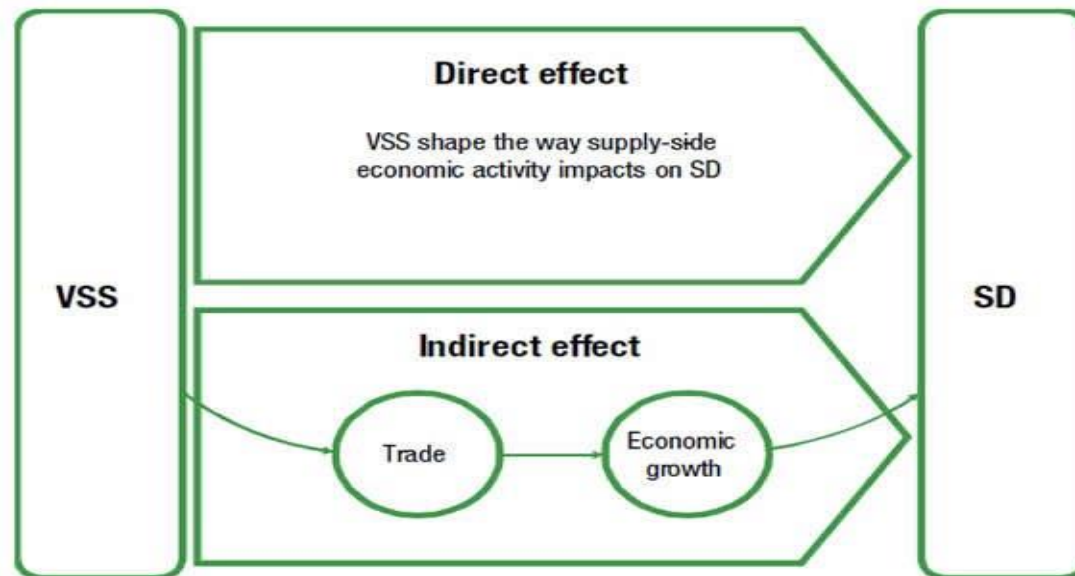 Direct effect
VSS shape the way supply-side
economic activity impacts on SD
VSS
SD
Indirect effect
Trade
Economic
growth